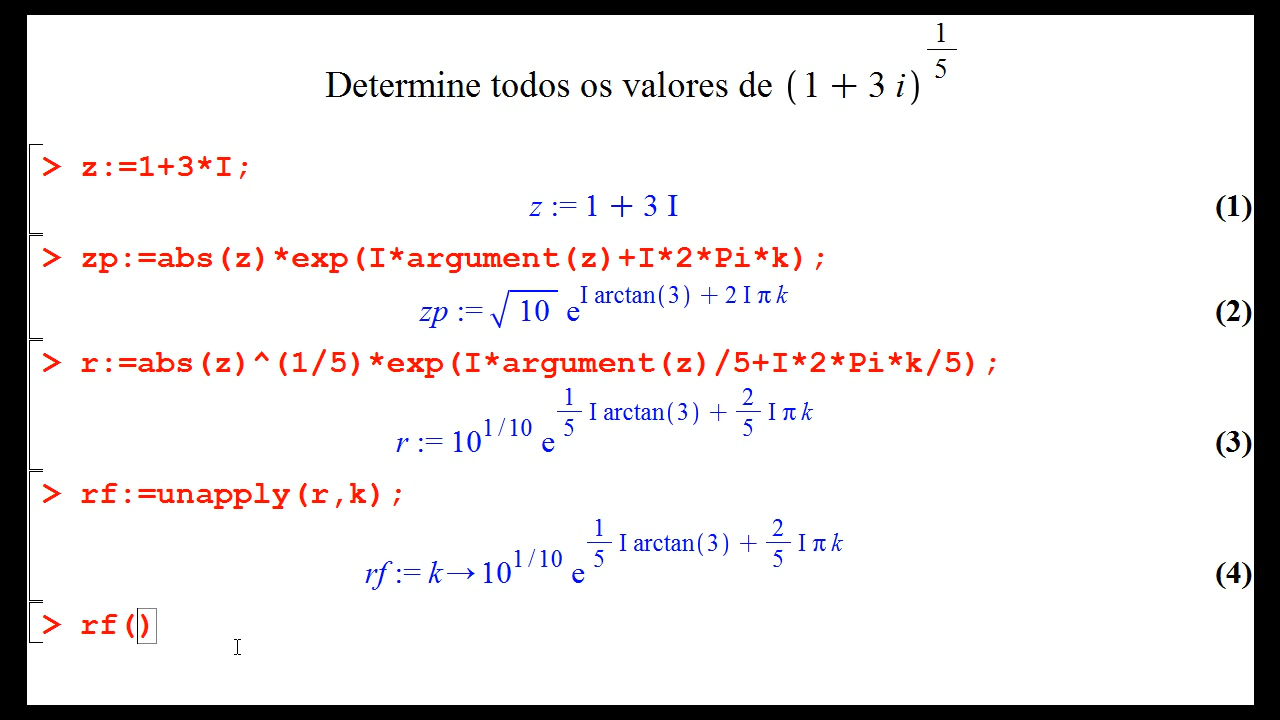 Determine todos os valores de (1 + 3 i)^(1/5)
> z:=1+3*I;
z := 1 + 3 I (1)
> zp:=abs(z)*exp(I*argument(z)+I*2*Pi*k);
zp := √10 e^(I arctan(3) + 2 I π k) (2)
> r:=abs(z)^(1/5)*exp(I*argument(z)/5+I*2*Pi*k/5);
r := 10^(1/10) e^(1/5 I arctan(3) + 2/5 I π k) (3)
> rf:=unapply(r,k);
rf := k → 10^(1/10) e^(1/5 I arctan(3) + 2/5 I π k) (4)
> rf()